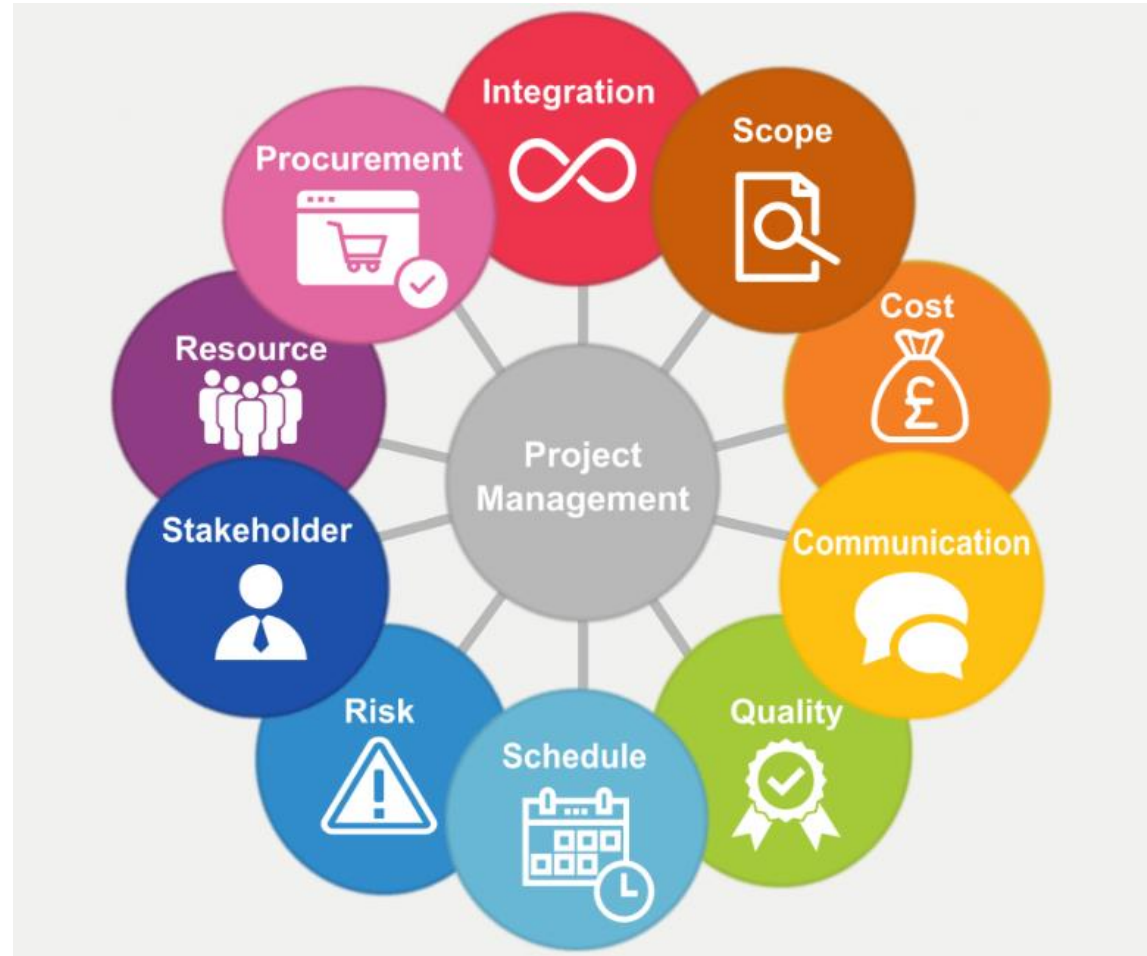 Integration
Scope
Cost
£
Communication
Quality
Schedule
Risk
Stakeholder
Resource
Procurement
Project
Management